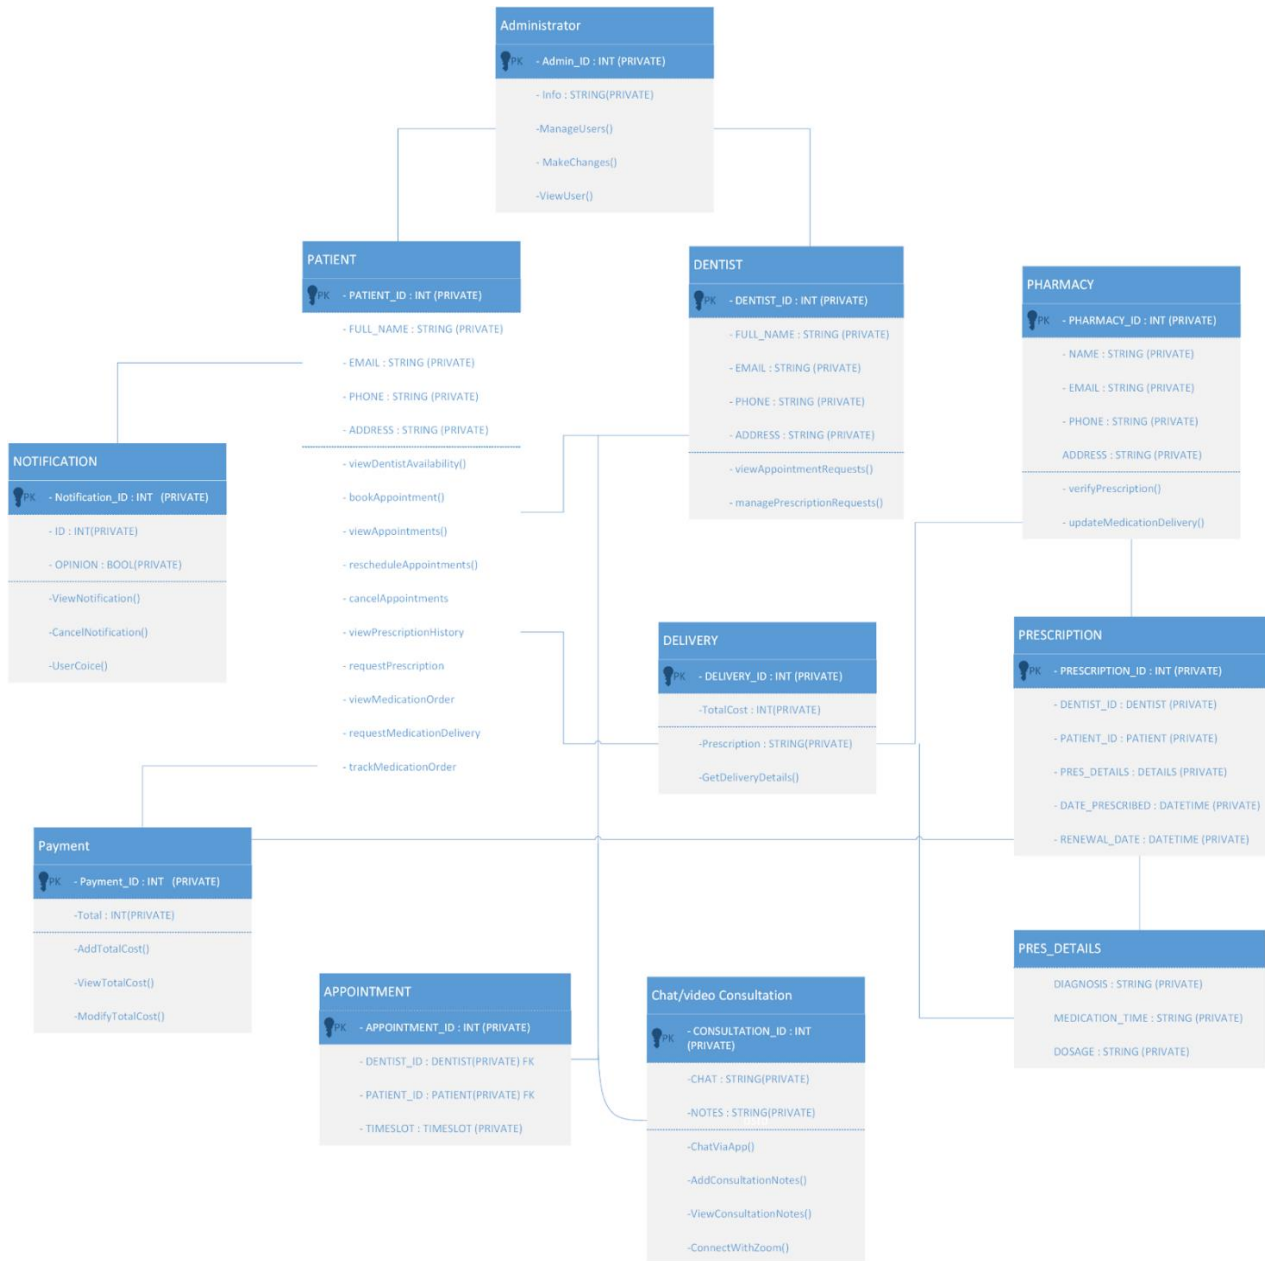 Administrator
PK - Admin_ID : INT (PRIVATE)
- Info : STRING(PRIVATE)
-ManageUsers()
- MakeChanges()
-ViewUser()
PATIENT
PK - PATIENT_ID : INT (PRIVATE)
- FULL_NAME : STRING (PRIVATE)
- EMAIL : STRING (PRIVATE)
- PHONE : STRING (PRIVATE)
- ADDRESS : STRING (PRIVATE)
- viewDentistAvailability()
- bookAppointment()
- viewAppointments()
- rescheduleAppointments()
- cancelAppointments
- viewPrescriptionHistory
- requestPrescription
- viewMedicationOrder
- requestMedicationDelivery
- trackMedicationOrder
DENTIST
PK - DENTIST_ID : INT (PRIVATE)
- FULL_NAME : STRING (PRIVATE)
- EMAIL : STRING (PRIVATE)
- PHONE : STRING (PRIVATE)
- ADDRESS : STRING (PRIVATE)
- viewAppointmentRequests()
- managePrescriptionRequests()
PHARMACY
PK - PHARMACY_ID : INT (PRIVATE)
- NAME : STRING (PRIVATE)
- EMAIL : STRING (PRIVATE)
- PHONE : STRING (PRIVATE)
ADDRESS : STRING (PRIVATE)
- verifyPrescription()
- updateMedicationDelivery()
NOTIFICATION
PK - Notification_ID : INT (PRIVATE)
- ID : INT(PRIVATE)
- OPINION : BOOL(PRIVATE)
-ViewNotification()
-CancelNotification()
-UserCoice()
DELIVERY
PK - DELIVERY_ID : INT (PRIVATE)
-TotalCost : INT(PRIVATE)
-Prescription : STRING(PRIVATE)
-GetDeliveryDetails()
PRESCRIPTION
PK - PRESCRIPTION_ID : INT (PRIVATE)
- DENTIST_ID : DENTIST (PRIVATE)
- PATIENT_ID : PATIENT (PRIVATE)
- PRES_DETAILS : DETAILS (PRIVATE)
- DATE_PRESCRIBED : DATETIME (PRIVATE)
- RENEWAL_DATE : DATETIME (PRIVATE)
Payment
PK - Payment_ID : INT (PRIVATE)
-Total : INT(PRIVATE)
-AddTotalCost()
-ViewTotalCost()
-ModifyTotalCost()
PRES_DETAILS
DIAGNOSIS : STRING (PRIVATE)
MEDICATION_TIME : STRING (PRIVATE)
DOSAGE : STRING (PRIVATE)
APPOINTMENT
PK - APPOINTMENT_ID : INT (PRIVATE)
- DENTIST_ID : DENTIST(PRIVATE) FK
- PATIENT_ID : PATIENT(PRIVATE) FK
- TIMESLOT : TIMESLOT (PRIVATE)
Chat/video Consultation
PK - CONSULTATION_ID : INT
(PRIVATE)
-CHAT : STRING(PRIVATE)
-NOTES : STRING(PRIVATE)
-ChatViaApp()
-AddConsultationNotes()
-ViewConsultationNotes()
-ConnectWithZoom()